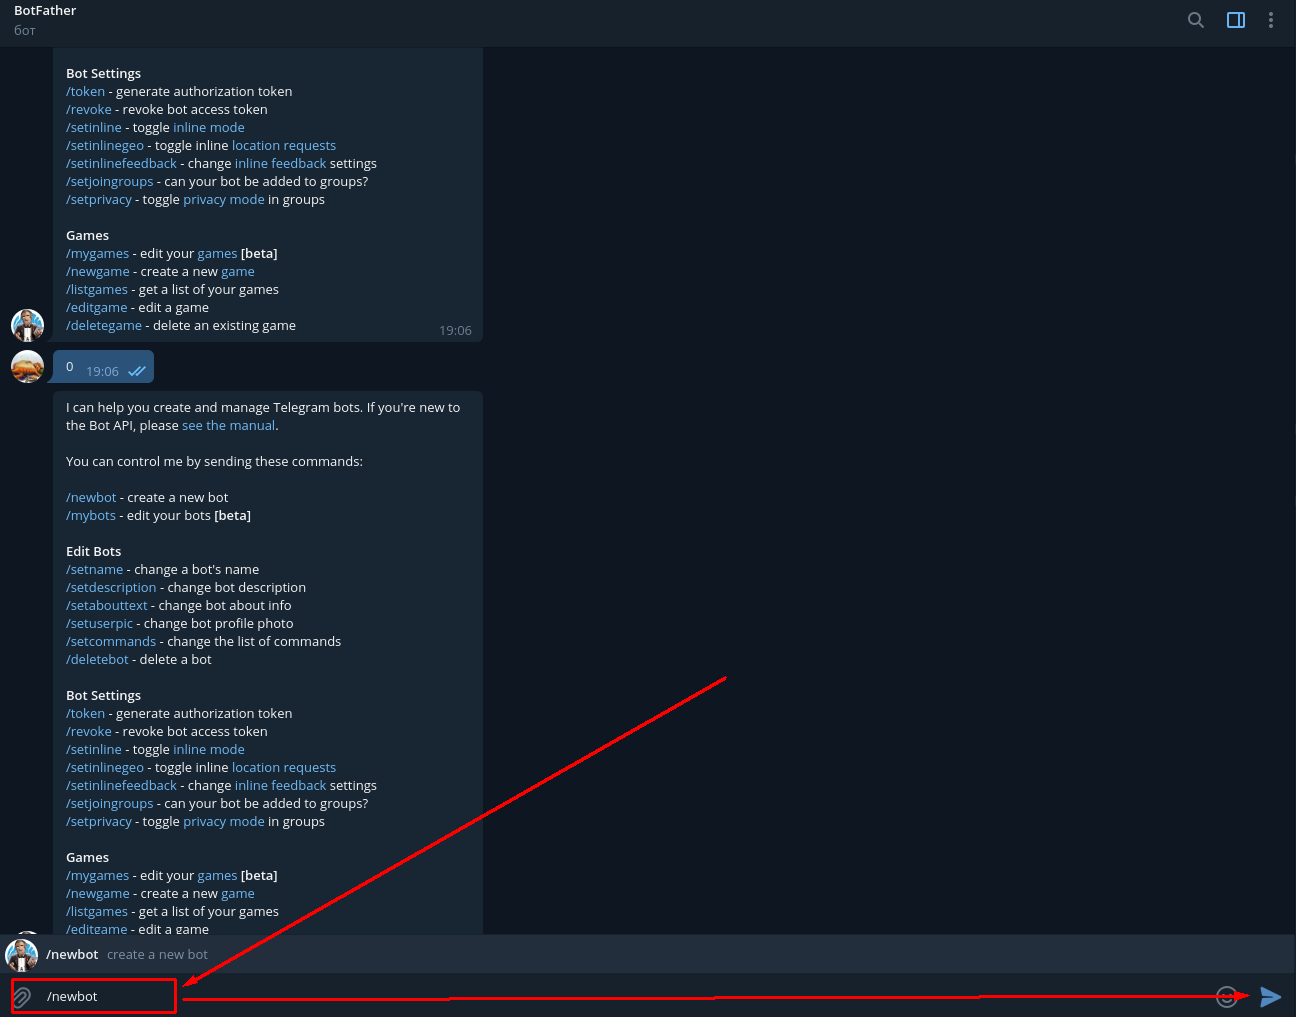 BotFather
бот
Bot Settings
/token - generate authorization token
/revoke - revoke bot access token
/setinline - toggle inline mode
/setinlinegeo - toggle inline location requests
/setinlinefeedback - change inline feedback settings
/setjoingroups - can your bot be added to groups?
/setprivacy - toggle privacy mode in groups
Games
/mygames - edit your games [beta]
/newgame - create a new game
/listgames - get a list of your games
/editgame - edit a game
/deletegame - delete an existing game
19:06
0 19:06
I can help you create and manage Telegram bots. If you're new to
the Bot API, please see the manual.
You can control me by sending these commands:
/newbot - create a new bot
/mybots - edit your bots [beta]
Edit Bots
/setname - change a bot's name
/setdescription - change bot description
/setabouttext - change bot about info
/setuserpic - change bot profile photo
/setcommands - change the list of commands
/deletebot - delete a bot
Bot Settings
/token - generate authorization token
/revoke - revoke bot access token
/setinline - toggle inline mode
/setinlinegeo - toggle inline location requests
/setinlinefeedback - change inline feedback settings
/setjoingroups - can your bot be added to groups?
/setprivacy - toggle privacy mode in groups
Games
/mygames - edit your games [beta]
/newgame - create a new game
/listgames - get a list of your games
/editgame - edit a game
/newbot create a new bot
/newbot